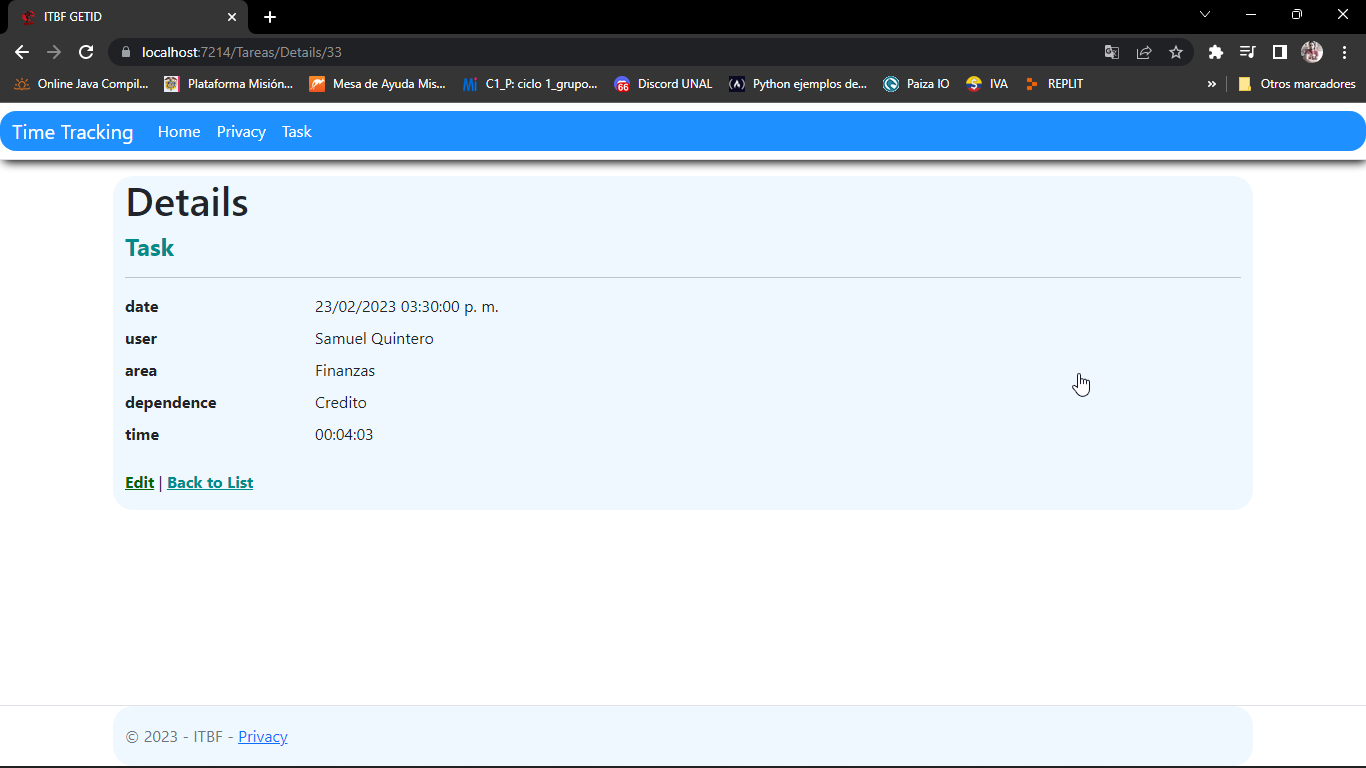 ITBF GETID
localhost:7214/Tareas/Details/33
Online Java Compil... Plataforma Misión... Mesa de Ayuda Mis... Mi C1_P: ciclo 1_grupo... 66 Discord UNAL Python ejemplos de... Paiza IO IVA REPLIT » Otros marcadores
Time Tracking Home Privacy Task
Details
Task
date 23/02/2023 03:30:00 p. m.
user Samuel Quintero
area Finanzas
dependence Credito
time 00:04:03
Edit | Back to List
© 2023 - ITBF - Privacy